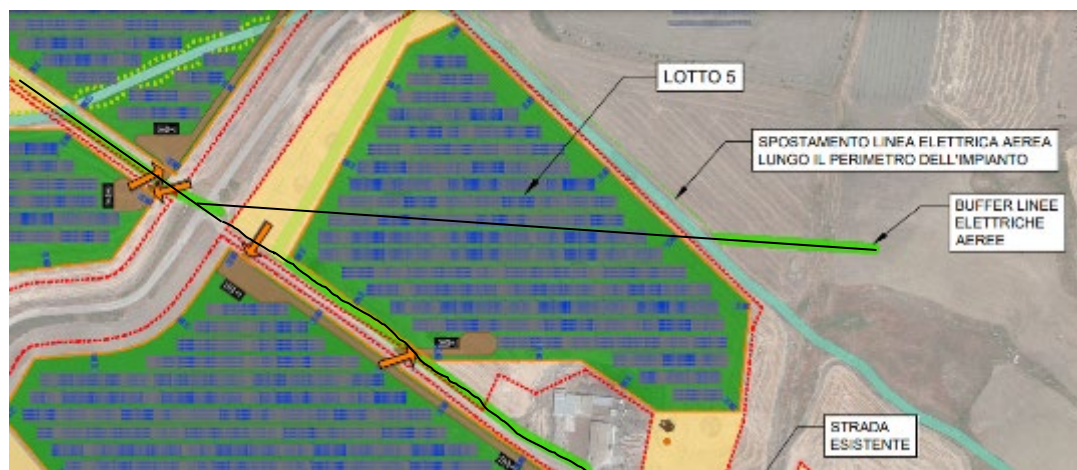 LOTTO 5
SPOSTAMENTO LINEA ELETTRICA AEREA
LUNGO IL PERIMETRO DELL'IMPIANTO
BUFFER LINEE
ELETTRICHE
AEREE
STRADA
ESISTENTE